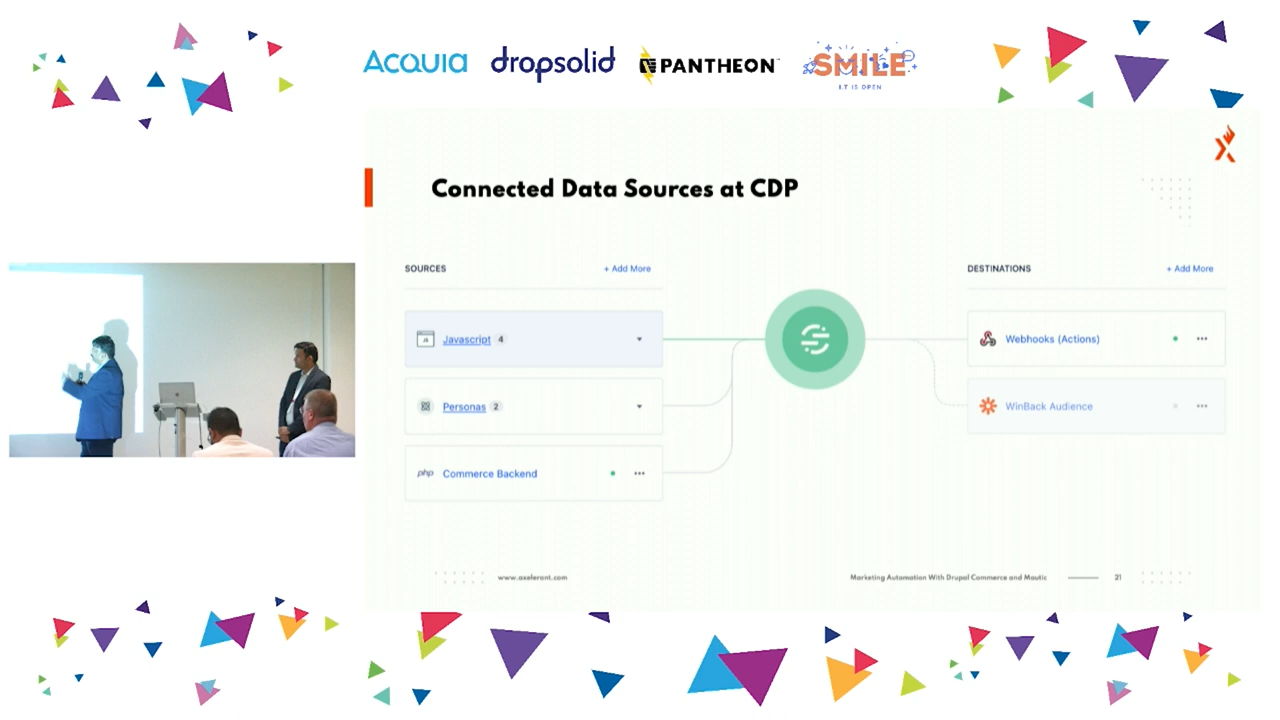 ACQUIA dropsolid PANTHEON SMILE
I.T IS OPEN
Connected Data Sources at CDP
SOURCES + Add More DESTINATIONS + Add More
JS Javascript 4 Webhooks (Actions)
Personas 2 WinBack Audience
php Commerce Backend
www.axelerant.com Marketing Automation With Drupal Commerce and Mautic 21